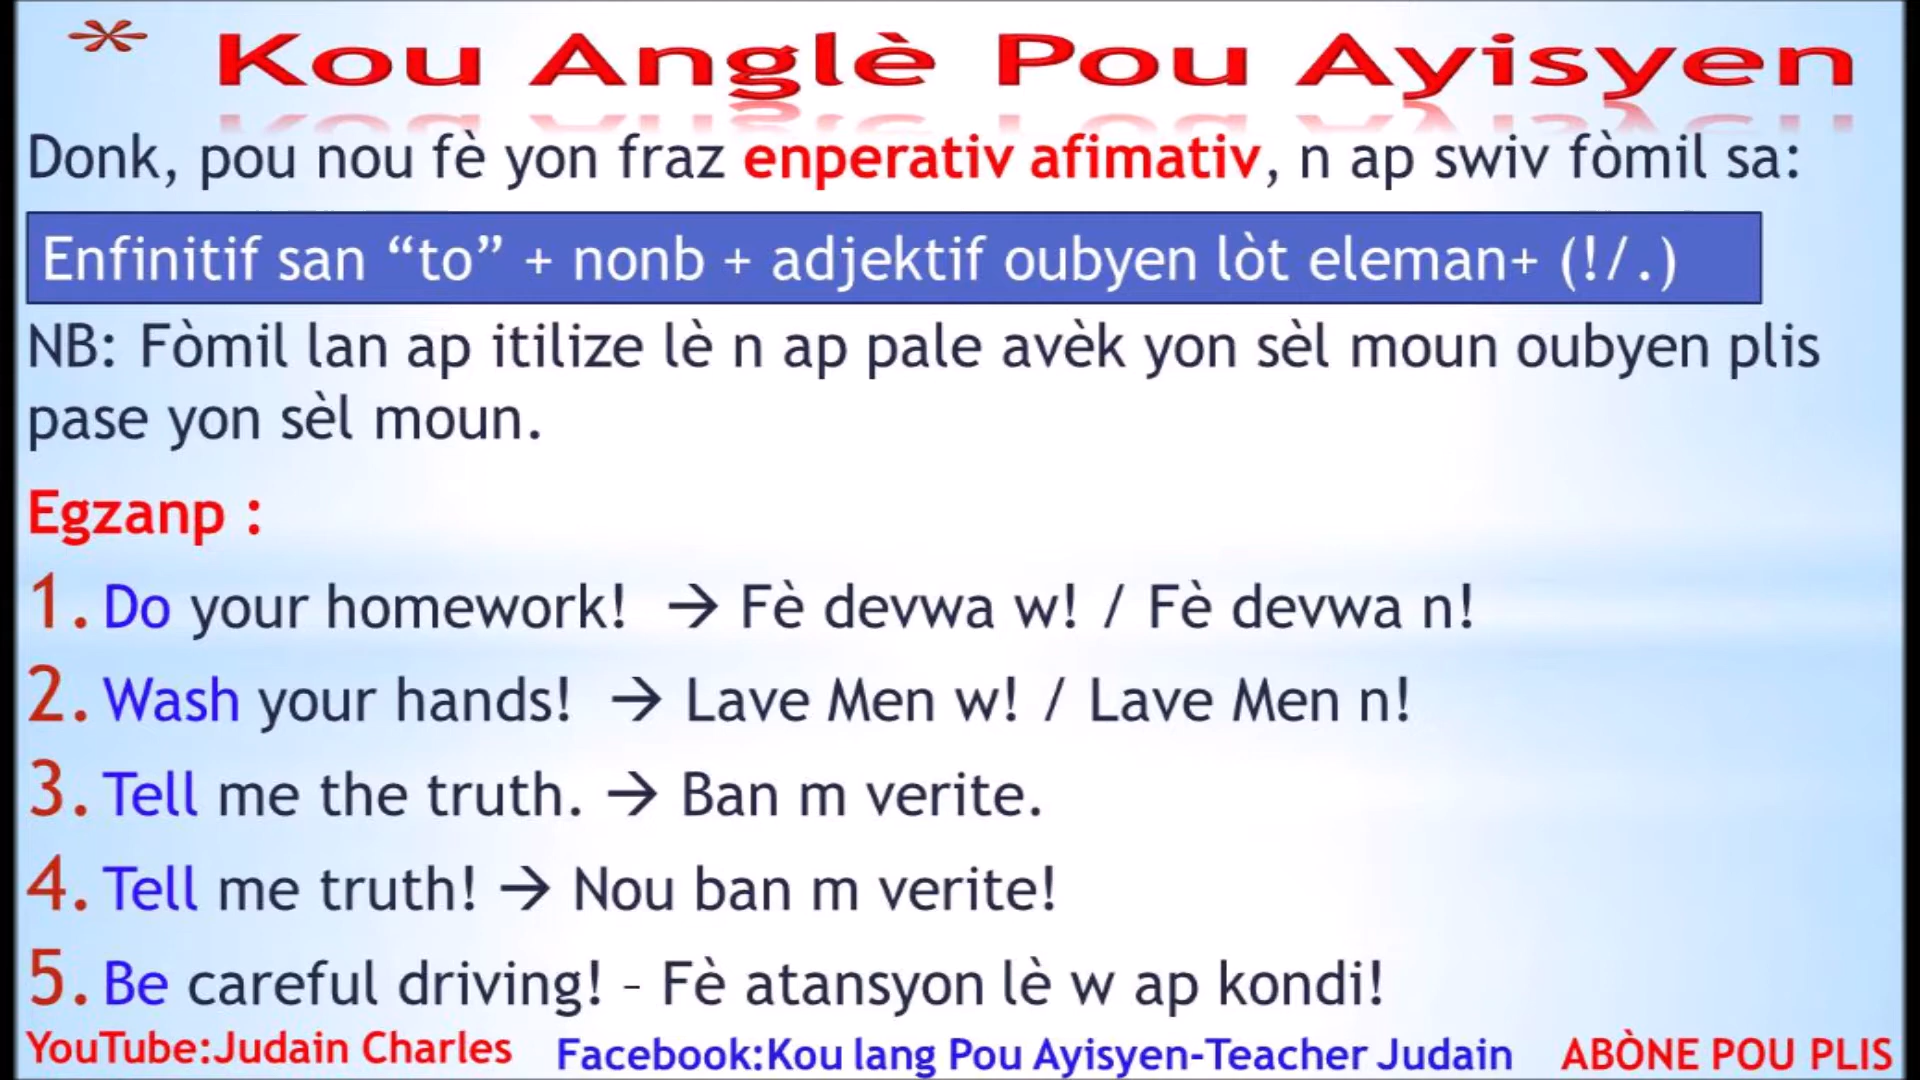 * Kou Anglè Pou Ayisyen
Donk, pou nou fè yon fraz enperativ afimativ, n ap swiv fòmil sa:
Enfinitif san “to” + nonb + adjektif oubyen lòt eleman+ (!/.)
NB: Fòmil lan ap itilize lè n ap pale avèk yon sèl moun oubyen plis
pase yon sèl moun.
Egzanp :
1. Do your homework! → Fè devwa w! / Fè devwa n!
2. Wash your hands! → Lave Men w! / Lave Men n!
3. Tell me the truth. → Ban m verite.
4. Tell me truth! → Nou ban m verite!
5. Be careful driving! – Fè atansyon lè w ap kondi!
YouTube:Judain Charles Facebook:Kou lang Pou Ayisyen-Teacher Judain ABÒNE POU PLIS